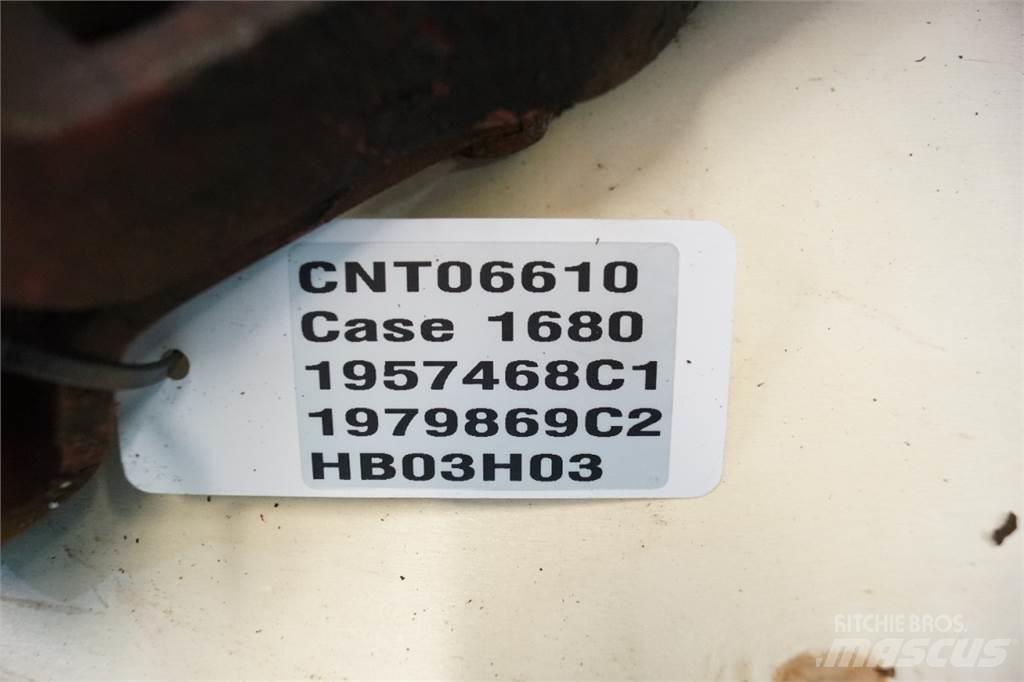 CNT06610
Case 1680
1957468C1
1979869C2
HB03H03
RITCHIE BROS.
MASCUS